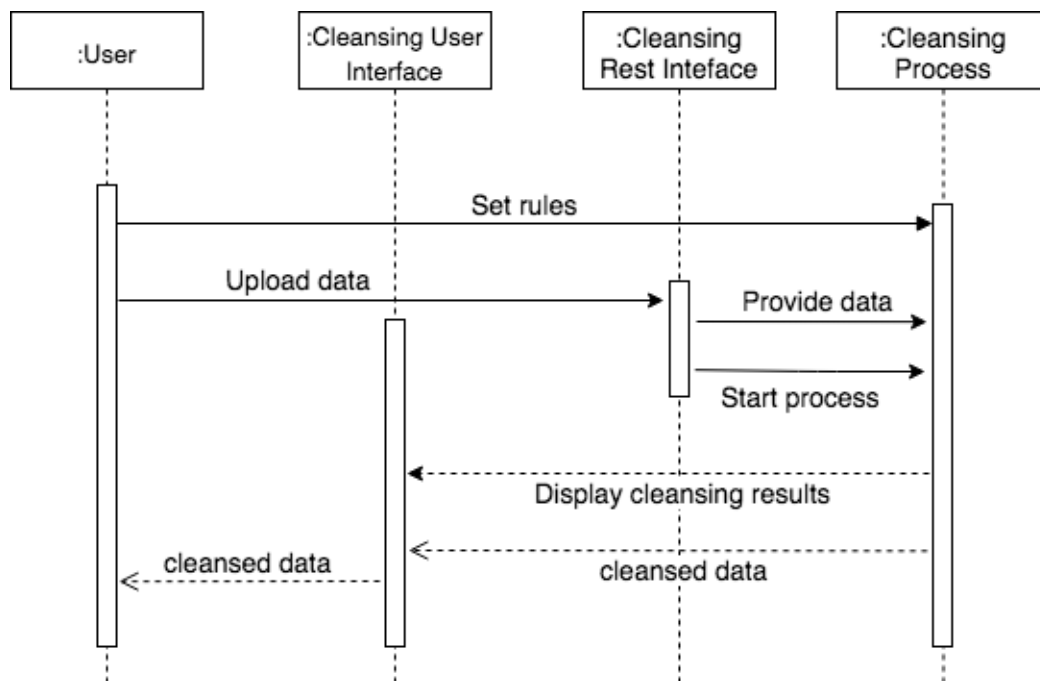 :User
:Cleansing User
Interface
:Cleansing
Rest Inteface
:Cleansing
Process
Set rules
Upload data
Provide data
Start process
Display cleansing results
cleansed data
cleansed data